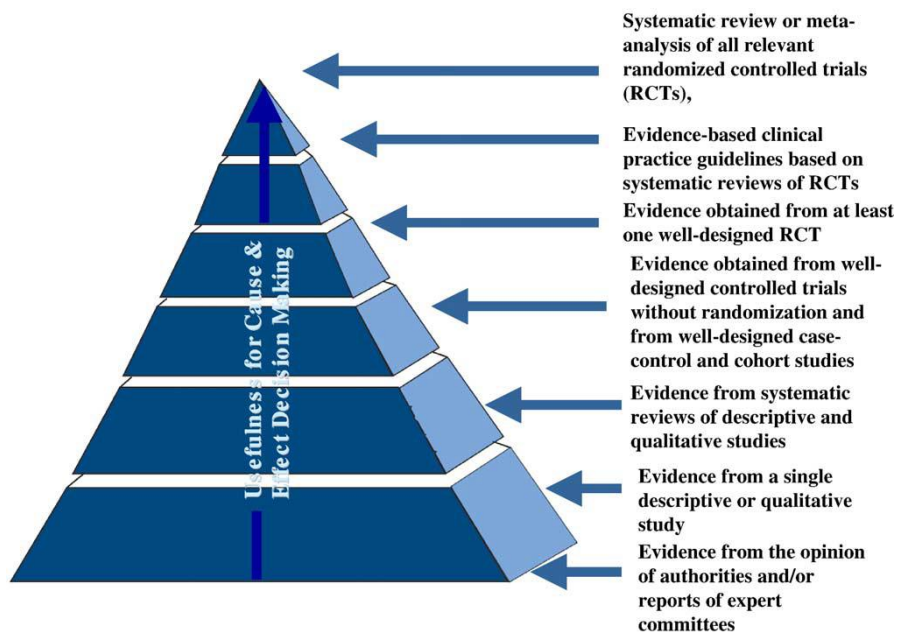 Systematic review or meta-
analysis of all relevant
randomized controlled trials
(RCTs),
Evidence-based clinical
practice guidelines based on
systematic reviews of RCTs
Evidence obtained from at least
one well-designed RCT
Evidence obtained from well-
designed controlled trials
without randomization and
from well-designed case-
control and cohort studies
Evidence from systematic
reviews of descriptive and
qualitative studies
Evidence from a single
descriptive or qualitative
study
Evidence from the opinion
of authorities and/or
reports of expert
committees
Usefulness for Cause &
Effect Decision Making